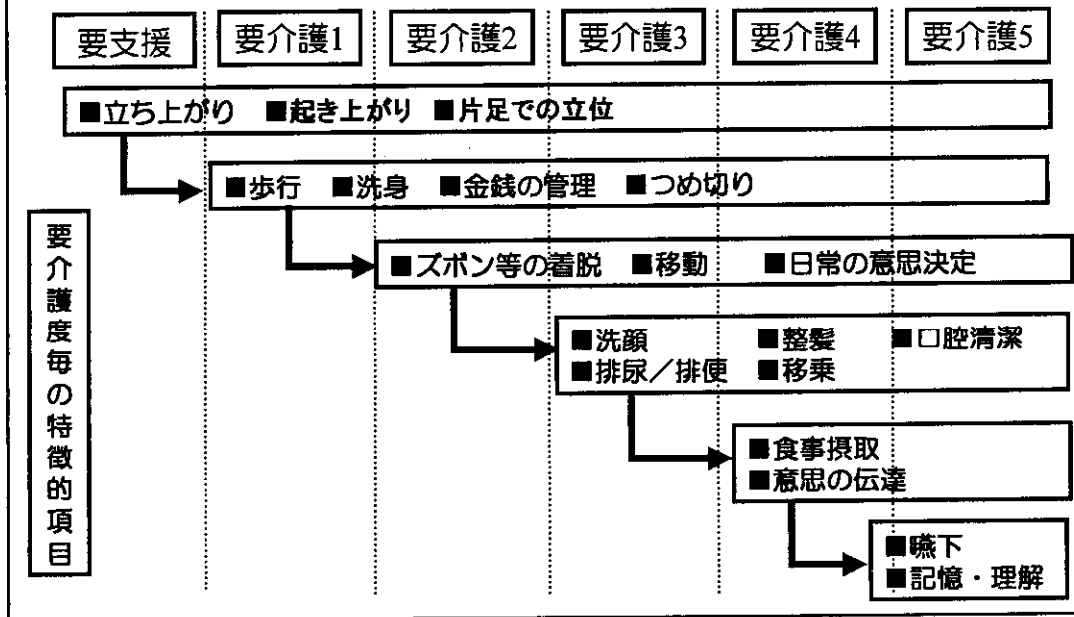 要支援 要介護1 要介護2 要介護3 要介護4 要介護5
■立ち上がり ■起き上がり ■片足での立位
■歩行 ■洗身 ■金銭の管理 ■つめ切り
要介護度毎の特徴的項目
■ズボン等の着脱 ■移動 ■日常の意思決定
■洗顔 ■整髪 ■口腔清潔
■排尿／排便 ■移乗
■食事摂取
■意思の伝達
■嚥下
■記憶・理解